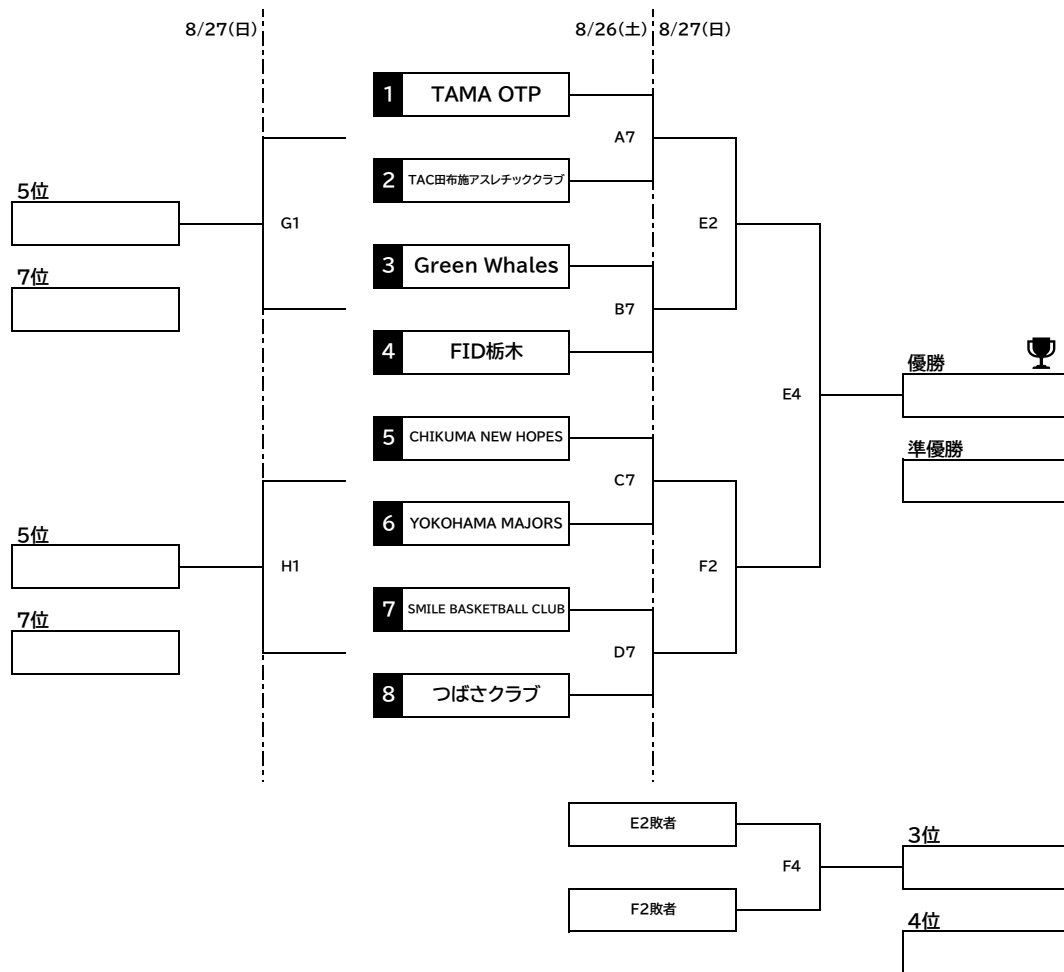 8/27(日)
8/26(土)
8/27(日)
1 TAMA OTP
A7
2 TAC田布施アスレチッククラブ
5位
G1
E2
3 Green Whales
7位
B7
4 FID栃木
優勝
E4
5 CHIKUMA NEW HOPES
準優勝
C7
6 YOKOHAMA MAJORS
5位
H1
F2
7 SMILE BASKETBALL CLUB
7位
D7
8 つばさクラブ
E2敗者
3位
F4
F2敗者
4位